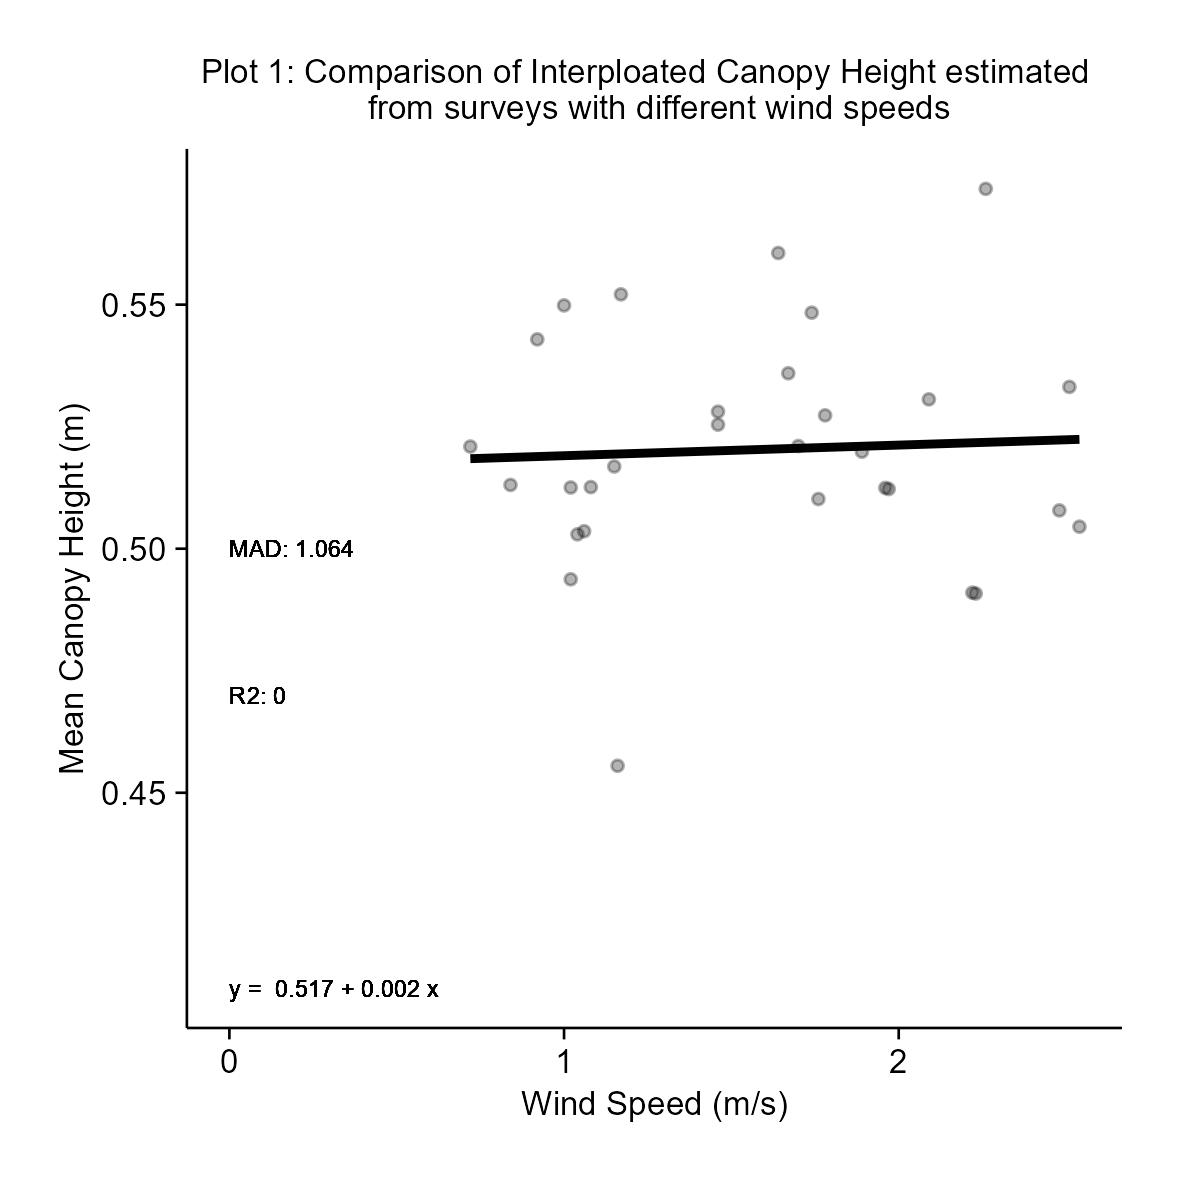 Plot 1: Comparison of Interploated Canopy Height estimated
from surveys with different wind speeds
Mean Canopy Height (m)
0.55
0.50
0.45
MAD: 1.064
R2: 0
y =  0.517 + 0.002 x
0
1
2
Wind Speed (m/s)